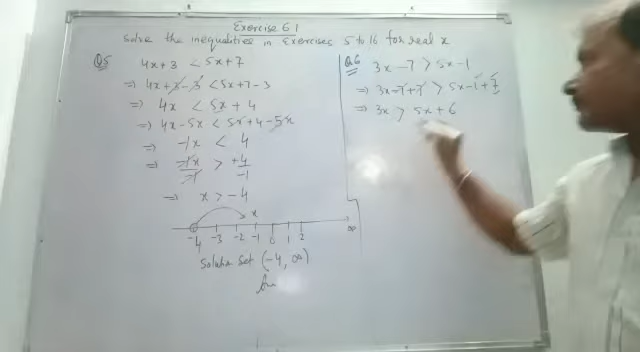 Exercise 6.1
Solve the inequalities in Exercises 5 to 16 for real x
Q5
4x+3 < 5x+7
⇒ 4x+3-3 < 5x+7-3
⇒ 4x < 5x + 4
⇒ 4x-5x < 5x+4-5x
⇒ -1x < 4
⇒ -1x/-1 > +4/-1
⇒ x > -4
x
-4 -3 -2 -1 0 1 2 ∞
Solution Set (-4, ∞)
Q6
3x-7 > 5x-1
⇒ 3x-7+7 > 5x-1+7
⇒ 3x > 5x+6